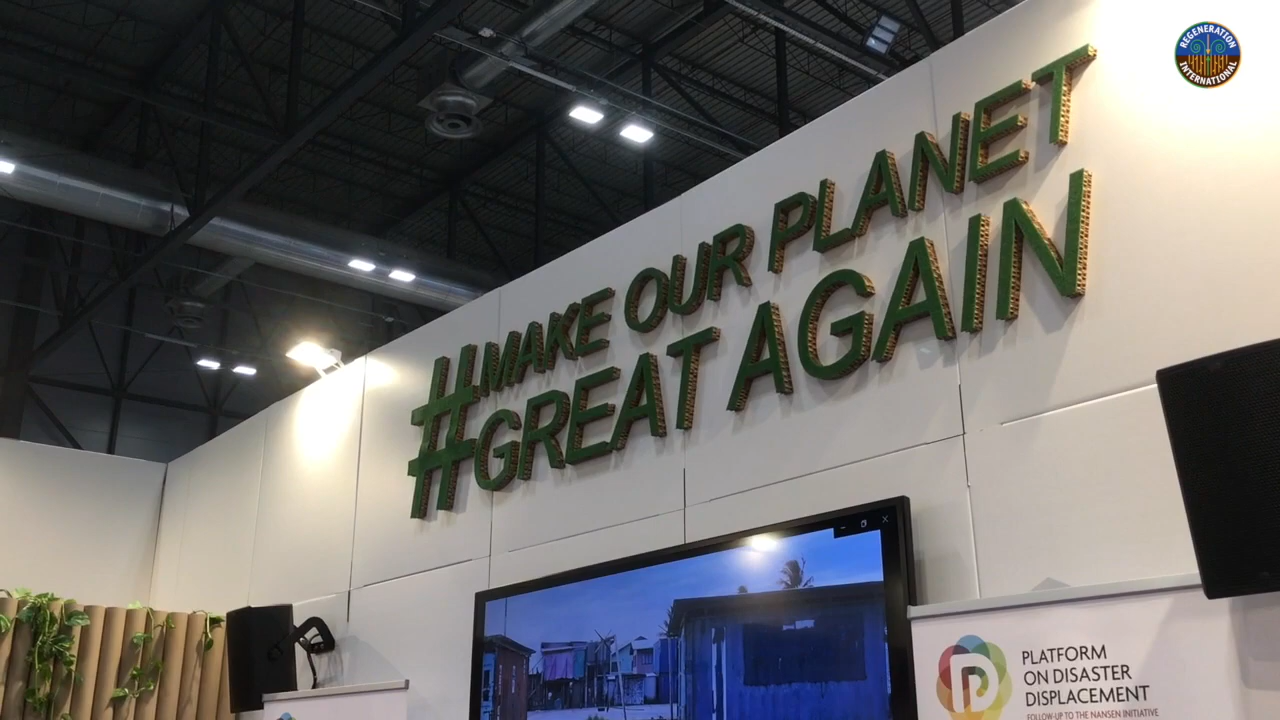 REGENERATION
INTERNATIONAL
#MAKE OUR PLANET
GREAT AGAIN
PLATFORM
ON DISASTER
DISPLACEMENT
FOLLOW-UP TO THE NANSEN INITIATIVE